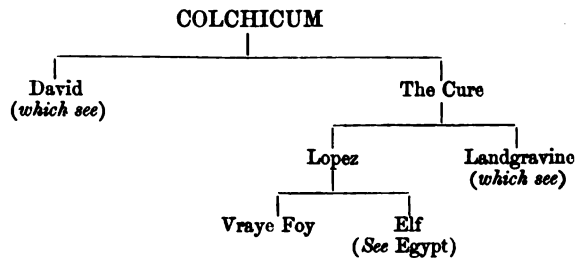 COLCHICUM
David
(which see)
The Cure
Lopez
Landgravine
(which see)
Vraye Foy
Elf
(See Egypt)